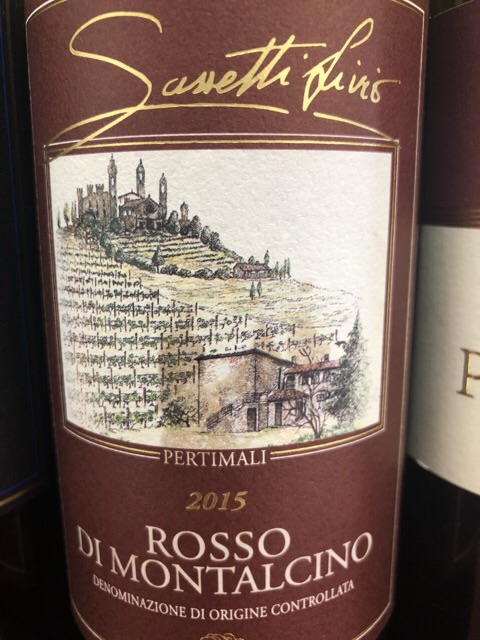 Sassetti Livio
PERTIMALI
2015
ROSSO
DI MONTALCINO
DENOMINAZIONE DI ORIGINE CONTROLLATA
P